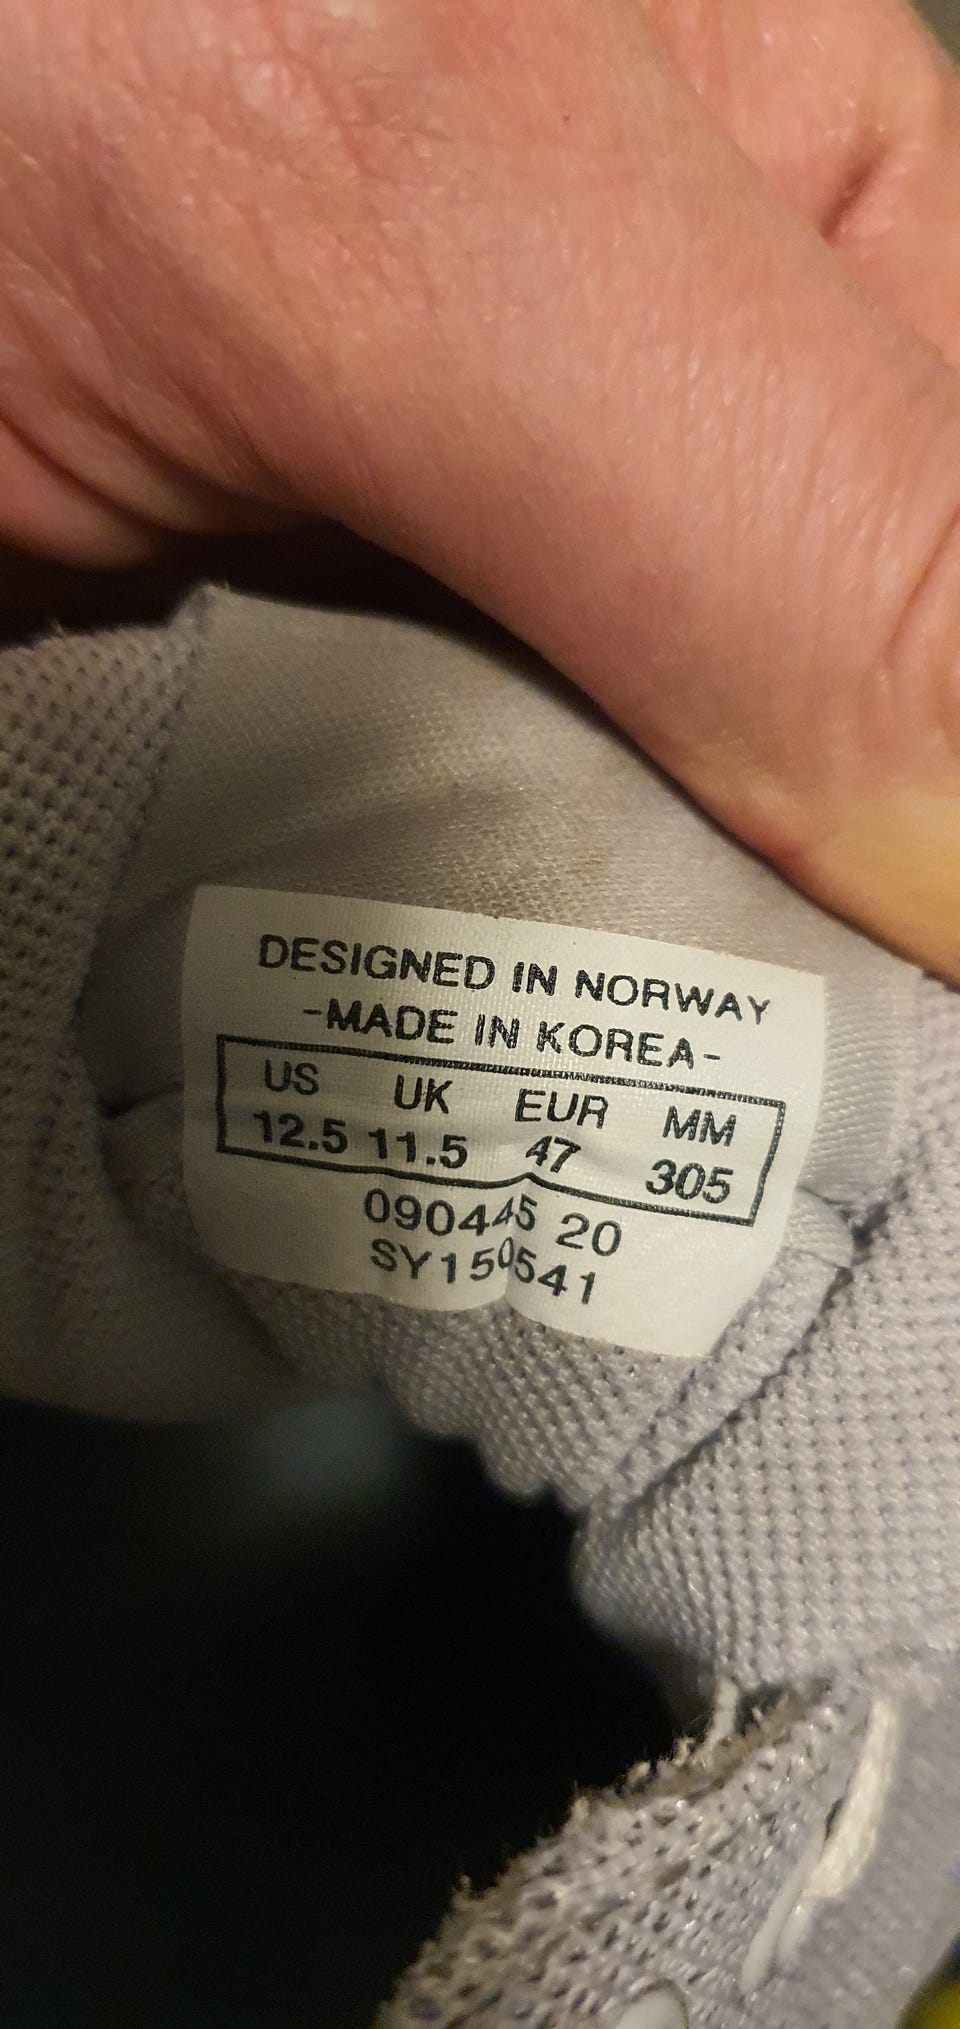 DESIGNED IN NORWAY
-MADE IN KOREA-
US UK EUR MM
12.5 11.5 47 305
090445 20
SY150541